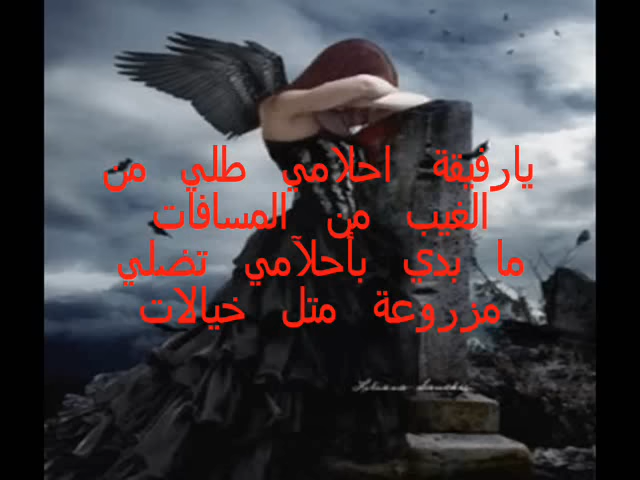 يارفيقة احلامي طلي من
الغيب من المسافات
ما بدي بأحلآمي تضلي
مزروعة متل خيالات